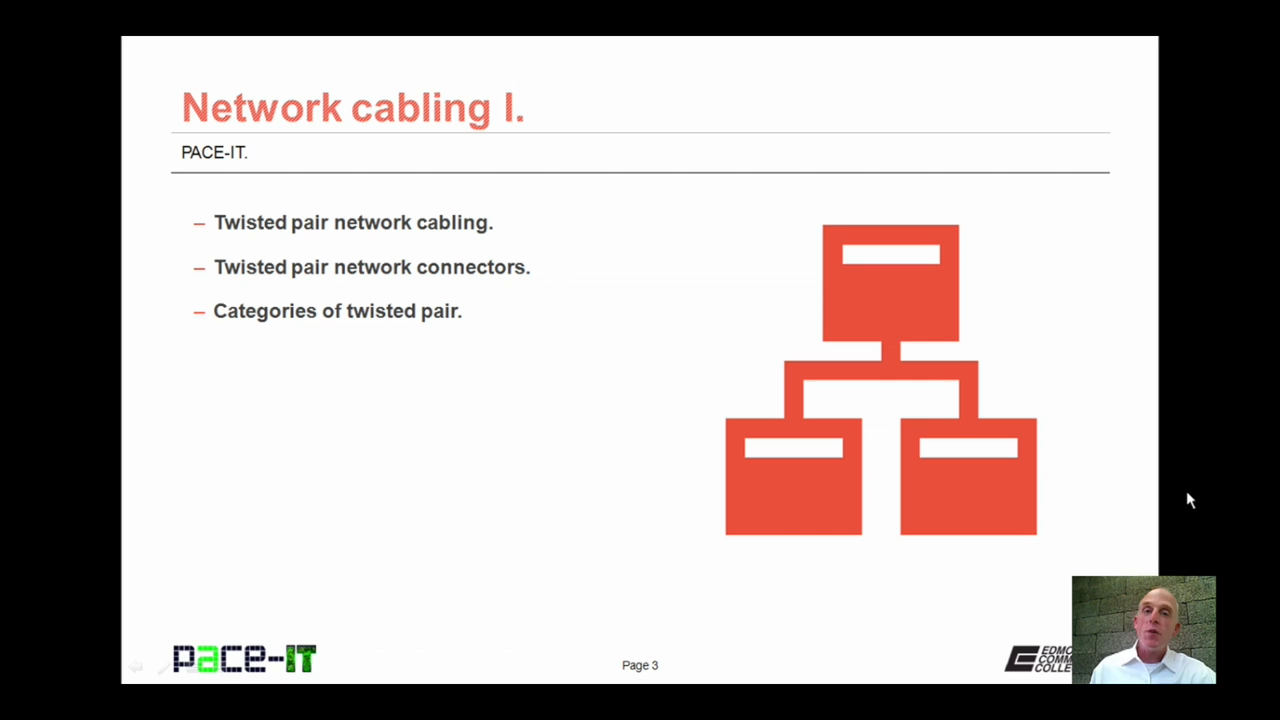 Network cabling I.
PACE-IT.
– Twisted pair network cabling.
– Twisted pair network connectors.
– Categories of twisted pair.
pace-IT
Page 3